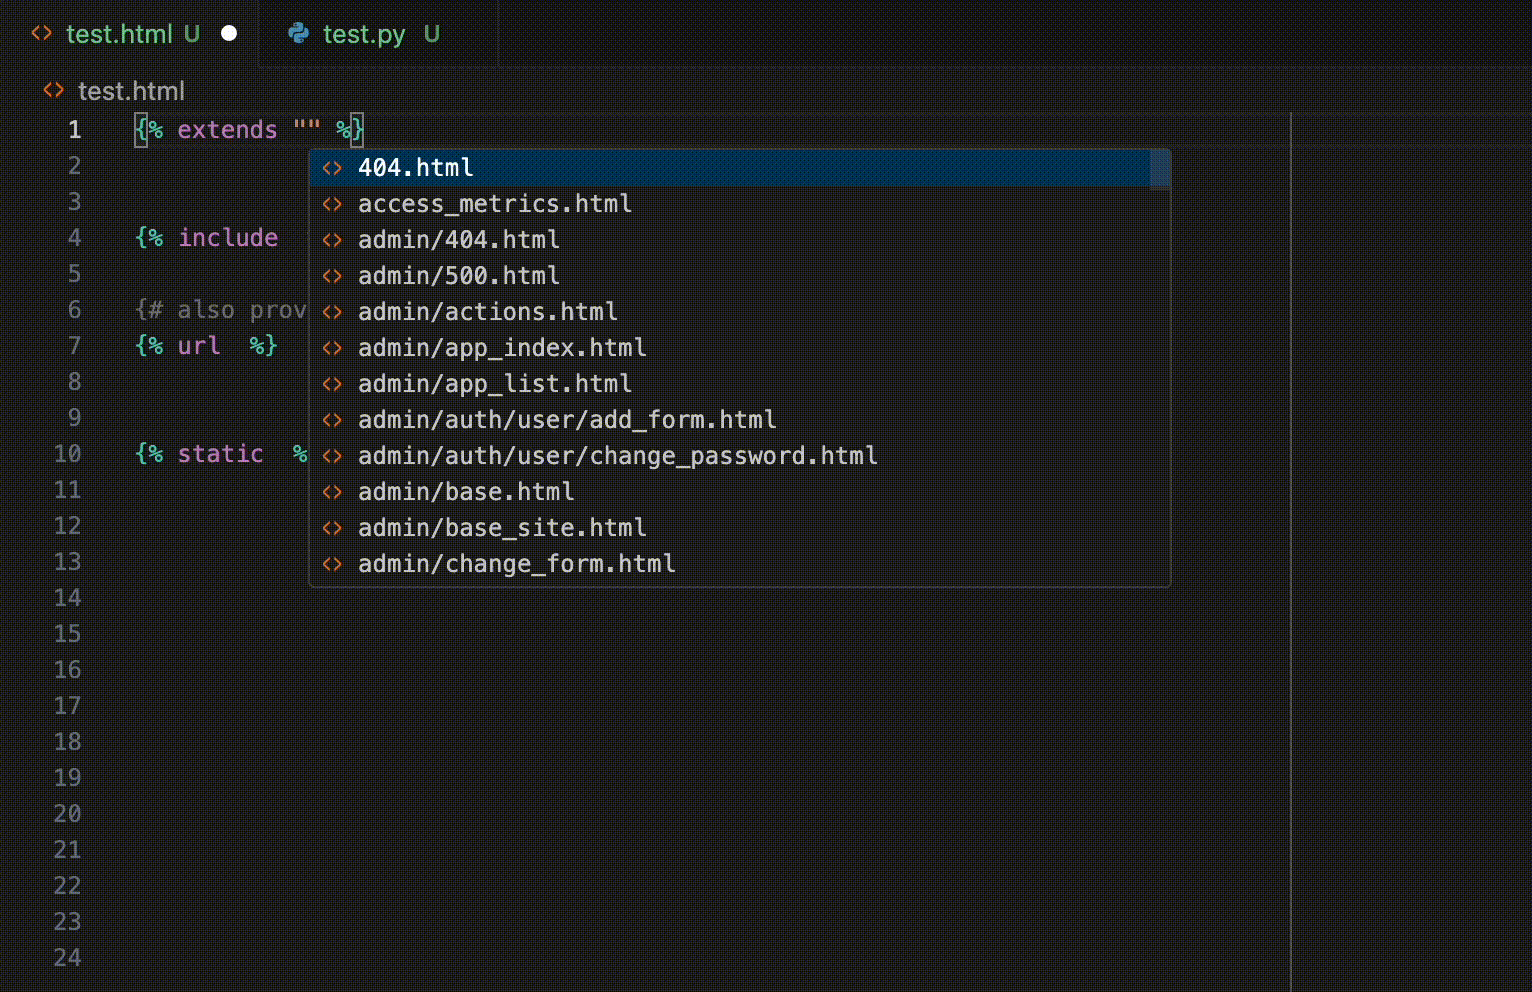 test.html U test.py U
test.html
1 {% extends "" %}
2
404.html
3
access_metrics.html
4 {% include
admin/404.html
5
admin/500.html
6 {# also prov
admin/actions.html
7 {% url %}
admin/app_index.html
8
admin/app_list.html
9
admin/auth/user/add_form.html
10 {% static %
admin/auth/user/change_password.html
11
admin/base.html
12
admin/base_site.html
13
admin/change_form.html
14
15
16
17
18
19
20
21
22
23
24